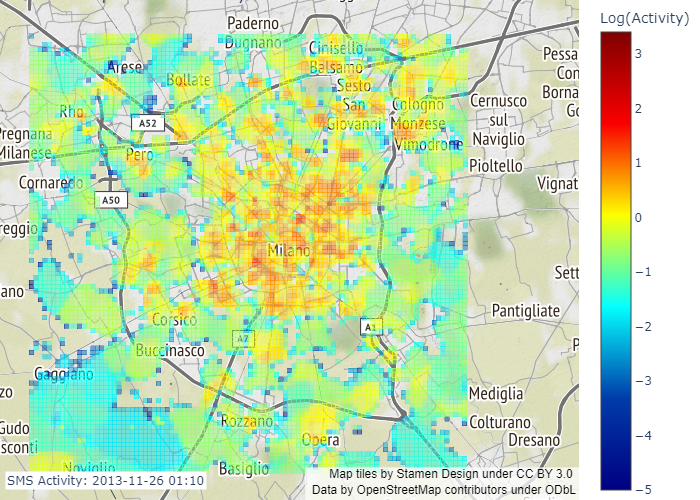 Log(Activity)
3
2
1
0
−1
−2
−3
−4
−5
Paderno
Dugnano
Cinisello
Balsamo
Arese
Bollate
Sesto
San
Giovanni
Cologno
Monzese
Vimodrone
Cernusco
sul
Naviglio
Pessa
Con
Borna
Go
Rho
A52
Pregnana
Milanese
Pero
Pioltello
Cornaredo
A50
Vignat
reggio
Milano
Sett
ano
Corsico
A7
A1
Pantigliate
Buccinasco
P
Gaggiano
zo
Mediglia
Rozzano
Colturano
Gudo
sconti
Opera
Dresano
Noviglio
Basiglio
SMS Activity: 2013-11-26 01:10
Map tiles by Stamen Design under CC BY 3.0
Data by OpenStreetMap contributors under ODbL